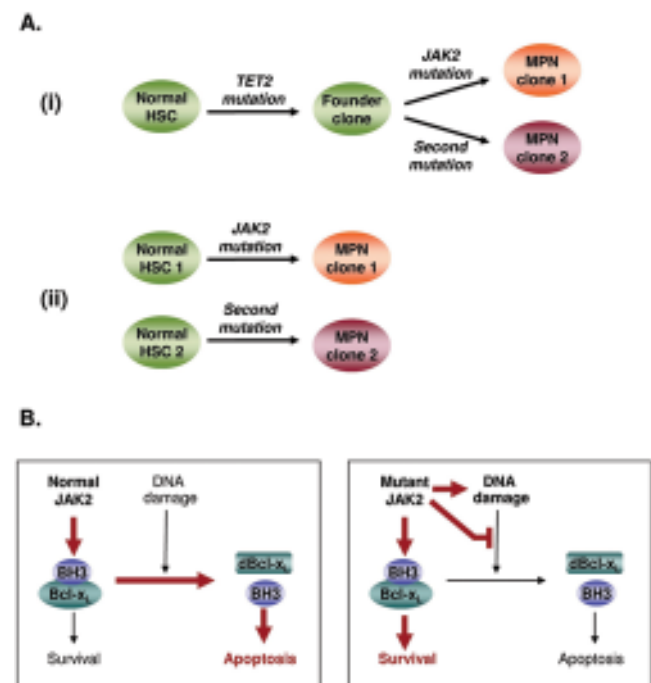 A.
(i)
Normal
HSC
TET2
mutation
Founder
clone
JAK2
mutation
MPN
clone 1
Second
mutation
MPN
clone 2
(ii)
Normal
HSC 1
JAK2
mutation
MPN
clone 1
Normal
HSC 2
Second
mutation
MPN
clone 2
B.
Normal
JAK2
DNA
damage
BH3
Bcl-xL
dBcl-xL
BH3
Survival
Apoptosis
Mutant
JAK2
DNA
damage
BH3
Bcl-xL
dBcl-xL
BH3
Survival
Apoptosis